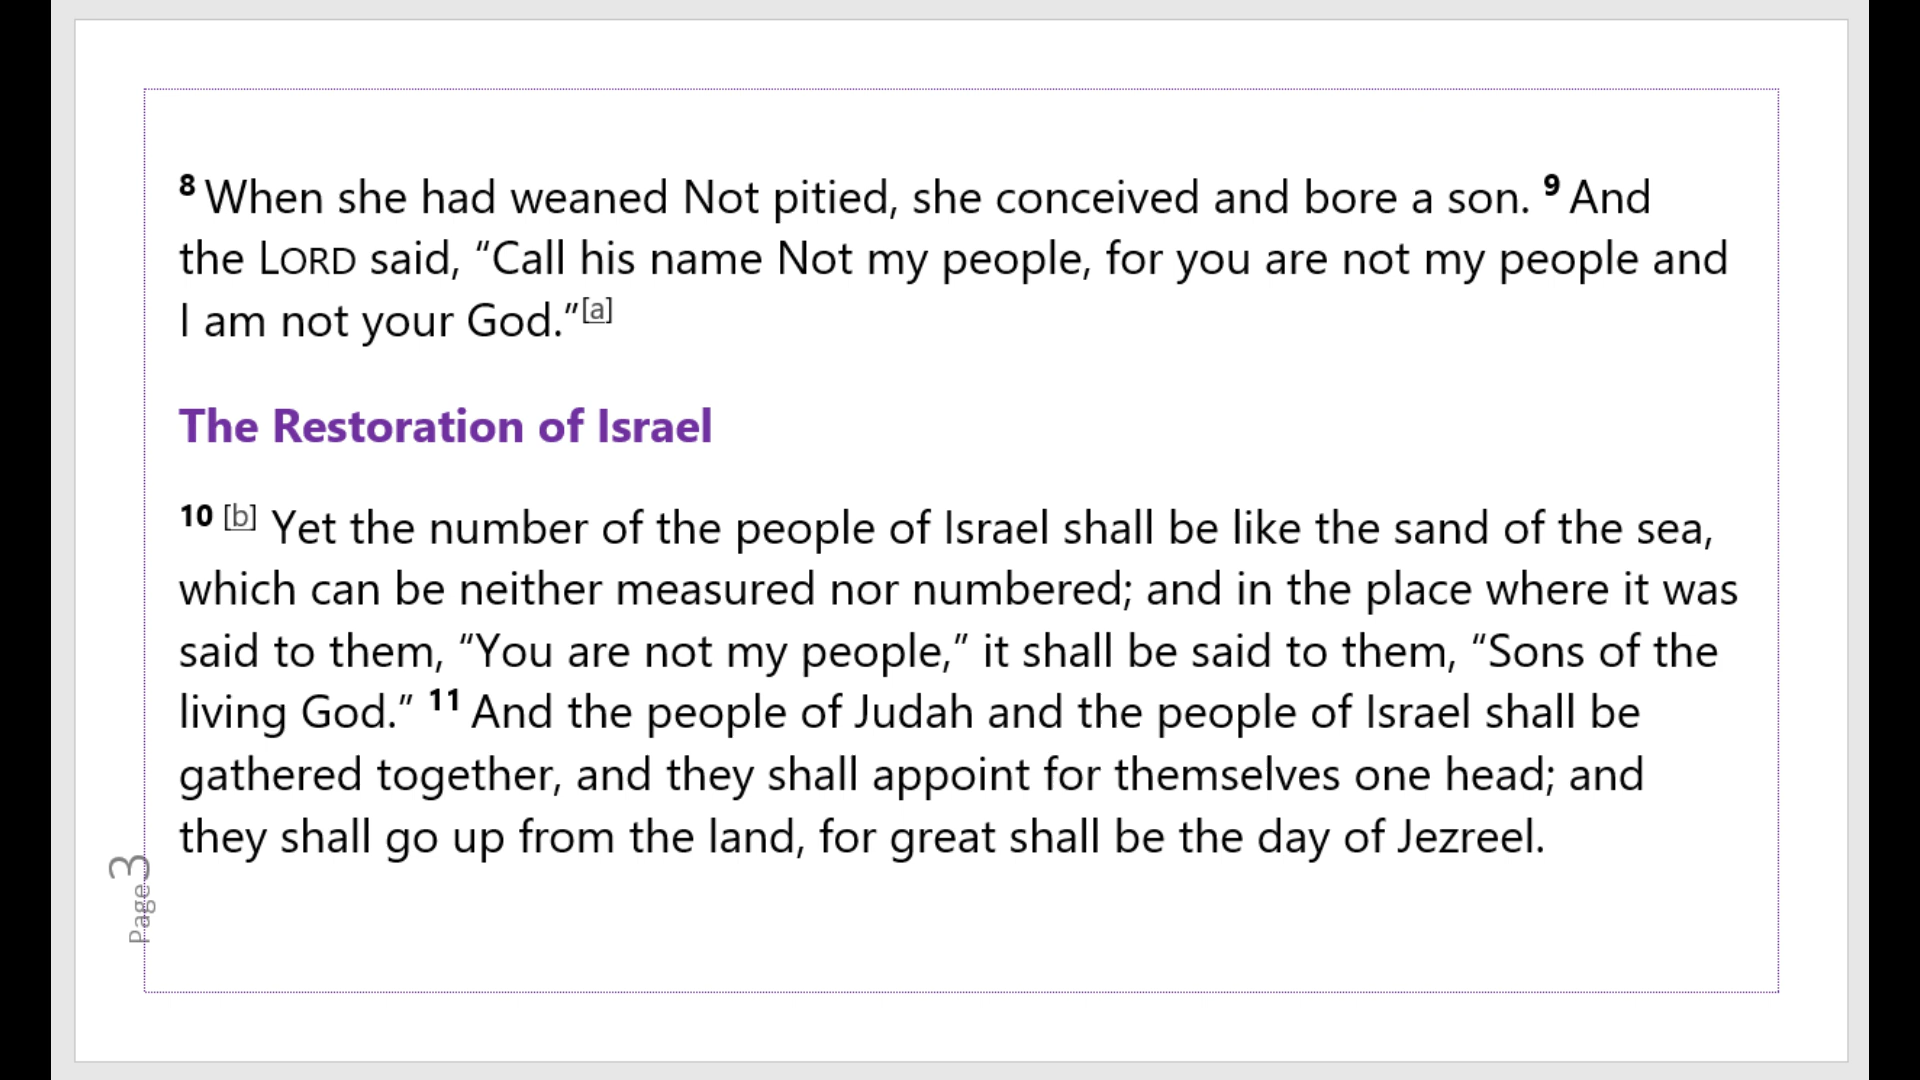 8 When she had weaned Not pitied, she conceived and bore a son. 9 And
the LORD said, “Call his name Not my people, for you are not my people and
I am not your God.”[a]
The Restoration of Israel
10 [b] Yet the number of the people of Israel shall be like the sand of the sea,
which can be neither measured nor numbered; and in the place where it was
said to them, “You are not my people,” it shall be said to them, “Sons of the
living God.” 11 And the people of Judah and the people of Israel shall be
gathered together, and they shall appoint for themselves one head; and
they shall go up from the land, for great shall be the day of Jezreel.
Page 3